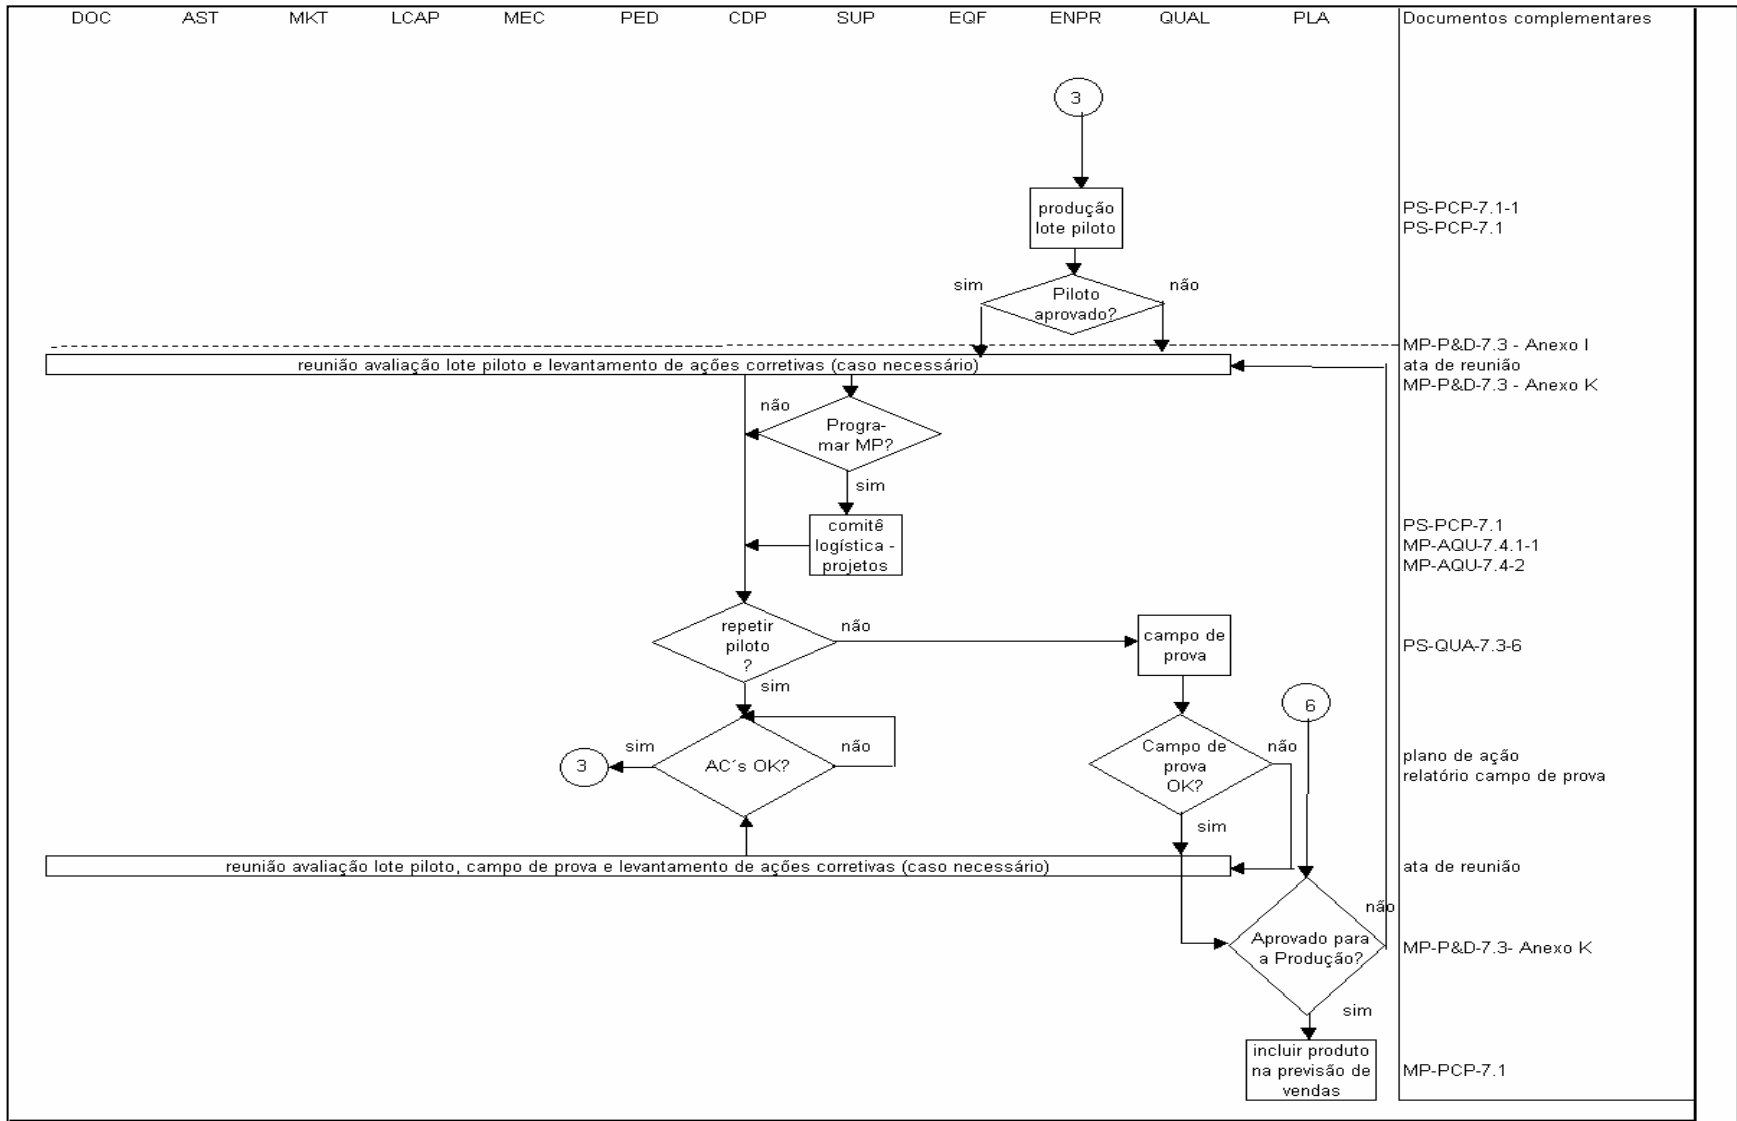 DOC AST MKT LCAP MEC PED CDP SUP EQF ENPR QUAL PLA Documentos complementares
3
produção
lote piloto
PS-PCP-7.1-1
PS-PCP-7.1
sim
não
Piloto
aprovado?
MP-P&D-7.3 - Anexo I
reunião avaliação lote piloto e levantamento de ações corretivas (caso necessário)
ata de reunião
MP-P&D-7.3 - Anexo K
não
Progra-
mar MP?
sim
comitê
logística -
projetos
PS-PCP-7.1
MP-AQU-7.4.1-1
MP-AQU-7.4-2
repetir
piloto
?
não
campo de
prova
PS-QUA-7.3-6
sim
6
3
sim
AC´s OK?
não
Campo de
prova
OK?
não
plano de ação
relatório campo de prova
sim
reunião avaliação lote piloto, campo de prova e levantamento de ações corretivas (caso necessário)
ata de reunião
não
Aprovado para
a Produção?
MP-P&D-7.3- Anexo K
sim
incluir produto
na previsão de
vendas
MP-PCP-7.1